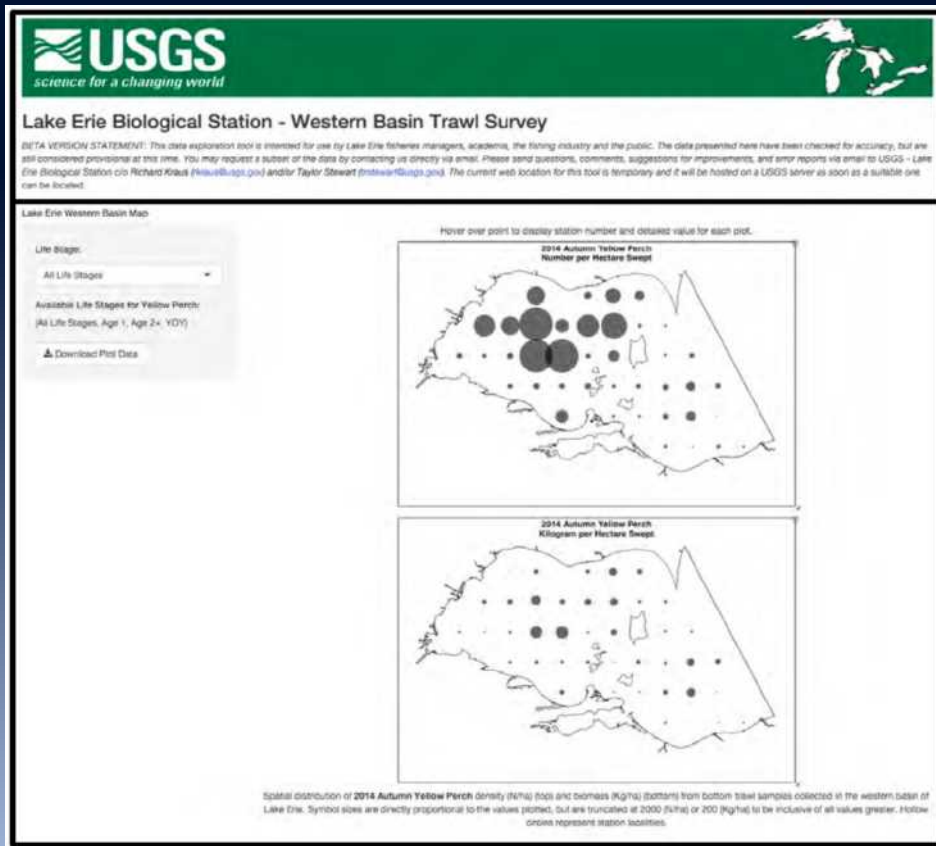 USGS
science for a changing world
Lake Erie Biological Station - Western Basin Trawl Survey
BETA VERSION STATEMENT: This data exploration tool is intended for use by Lake Erie fisheries managers, academia, the fishing industry and the public. The data presented here have been checked for accuracy, but are
still considered provisional at this time. You may request a subset of the data by contacting us directly via email. Please send questions, comments, suggestions for improvements, and error reports via email to USGS - Lake
Erie Biological Station c/o Richard Kraus (rkraus@usgs.gov) and/or Taylor Stewart (trstewart@usgs.gov). The current web location for this tool is temporary and it will be hosted on a USGS server as soon as a suitable one
can be located.
Lake Erie Western Basin Map
Life Stage:
All Life Stages
Available Life Stages for Yellow Perch:
(All Life Stages, Age 1, Age 2+, YOY)
Download Plot Data
Hover over point to display station number and detailed value for each plot.
2014 Autumn Yellow Perch
Number per Hectare Swept
2014 Autumn Yellow Perch
Kilogram per Hectare Swept
Spatial distribution of 2014 Autumn Yellow Perch density (N/ha) (top) and biomass (Kg/ha) (bottom) from bottom trawl samples collected in the western basin of
Lake Erie. Symbol sizes are directly proportional to the values plotted, but are truncated at 2000 (N/ha) or 200 (Kg/ha) to be inclusive of all values greater. Hollow
circles represent station localities.